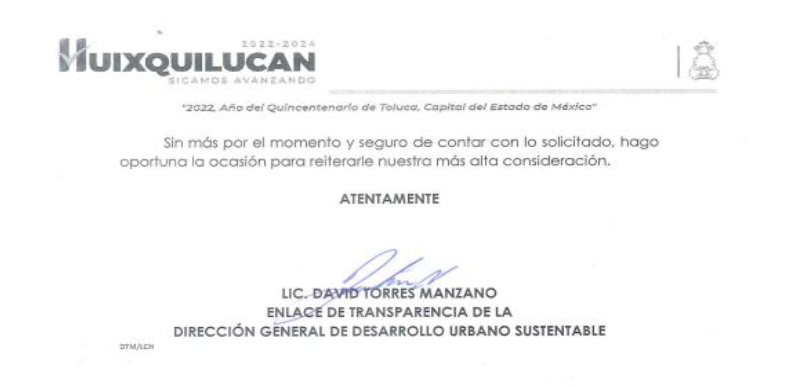 2022-2024
HUIXQUILUCAN
SIGAMOS AVANZANDO
"2022, Año del Quincentenario de Toluca, Capital del Estado de México"
Sin más por el momento y seguro de contar con lo solicitado, hago
oportuna la ocasión para reiterarle nuestra más alta consideración.
ATENTAMENTE
LIC. DAVID TORRES MANZANO
ENLACE DE TRANSPARENCIA DE LA
DIRECCIÓN GENERAL DE DESARROLLO URBANO SUSTENTABLE
DTM/LCH